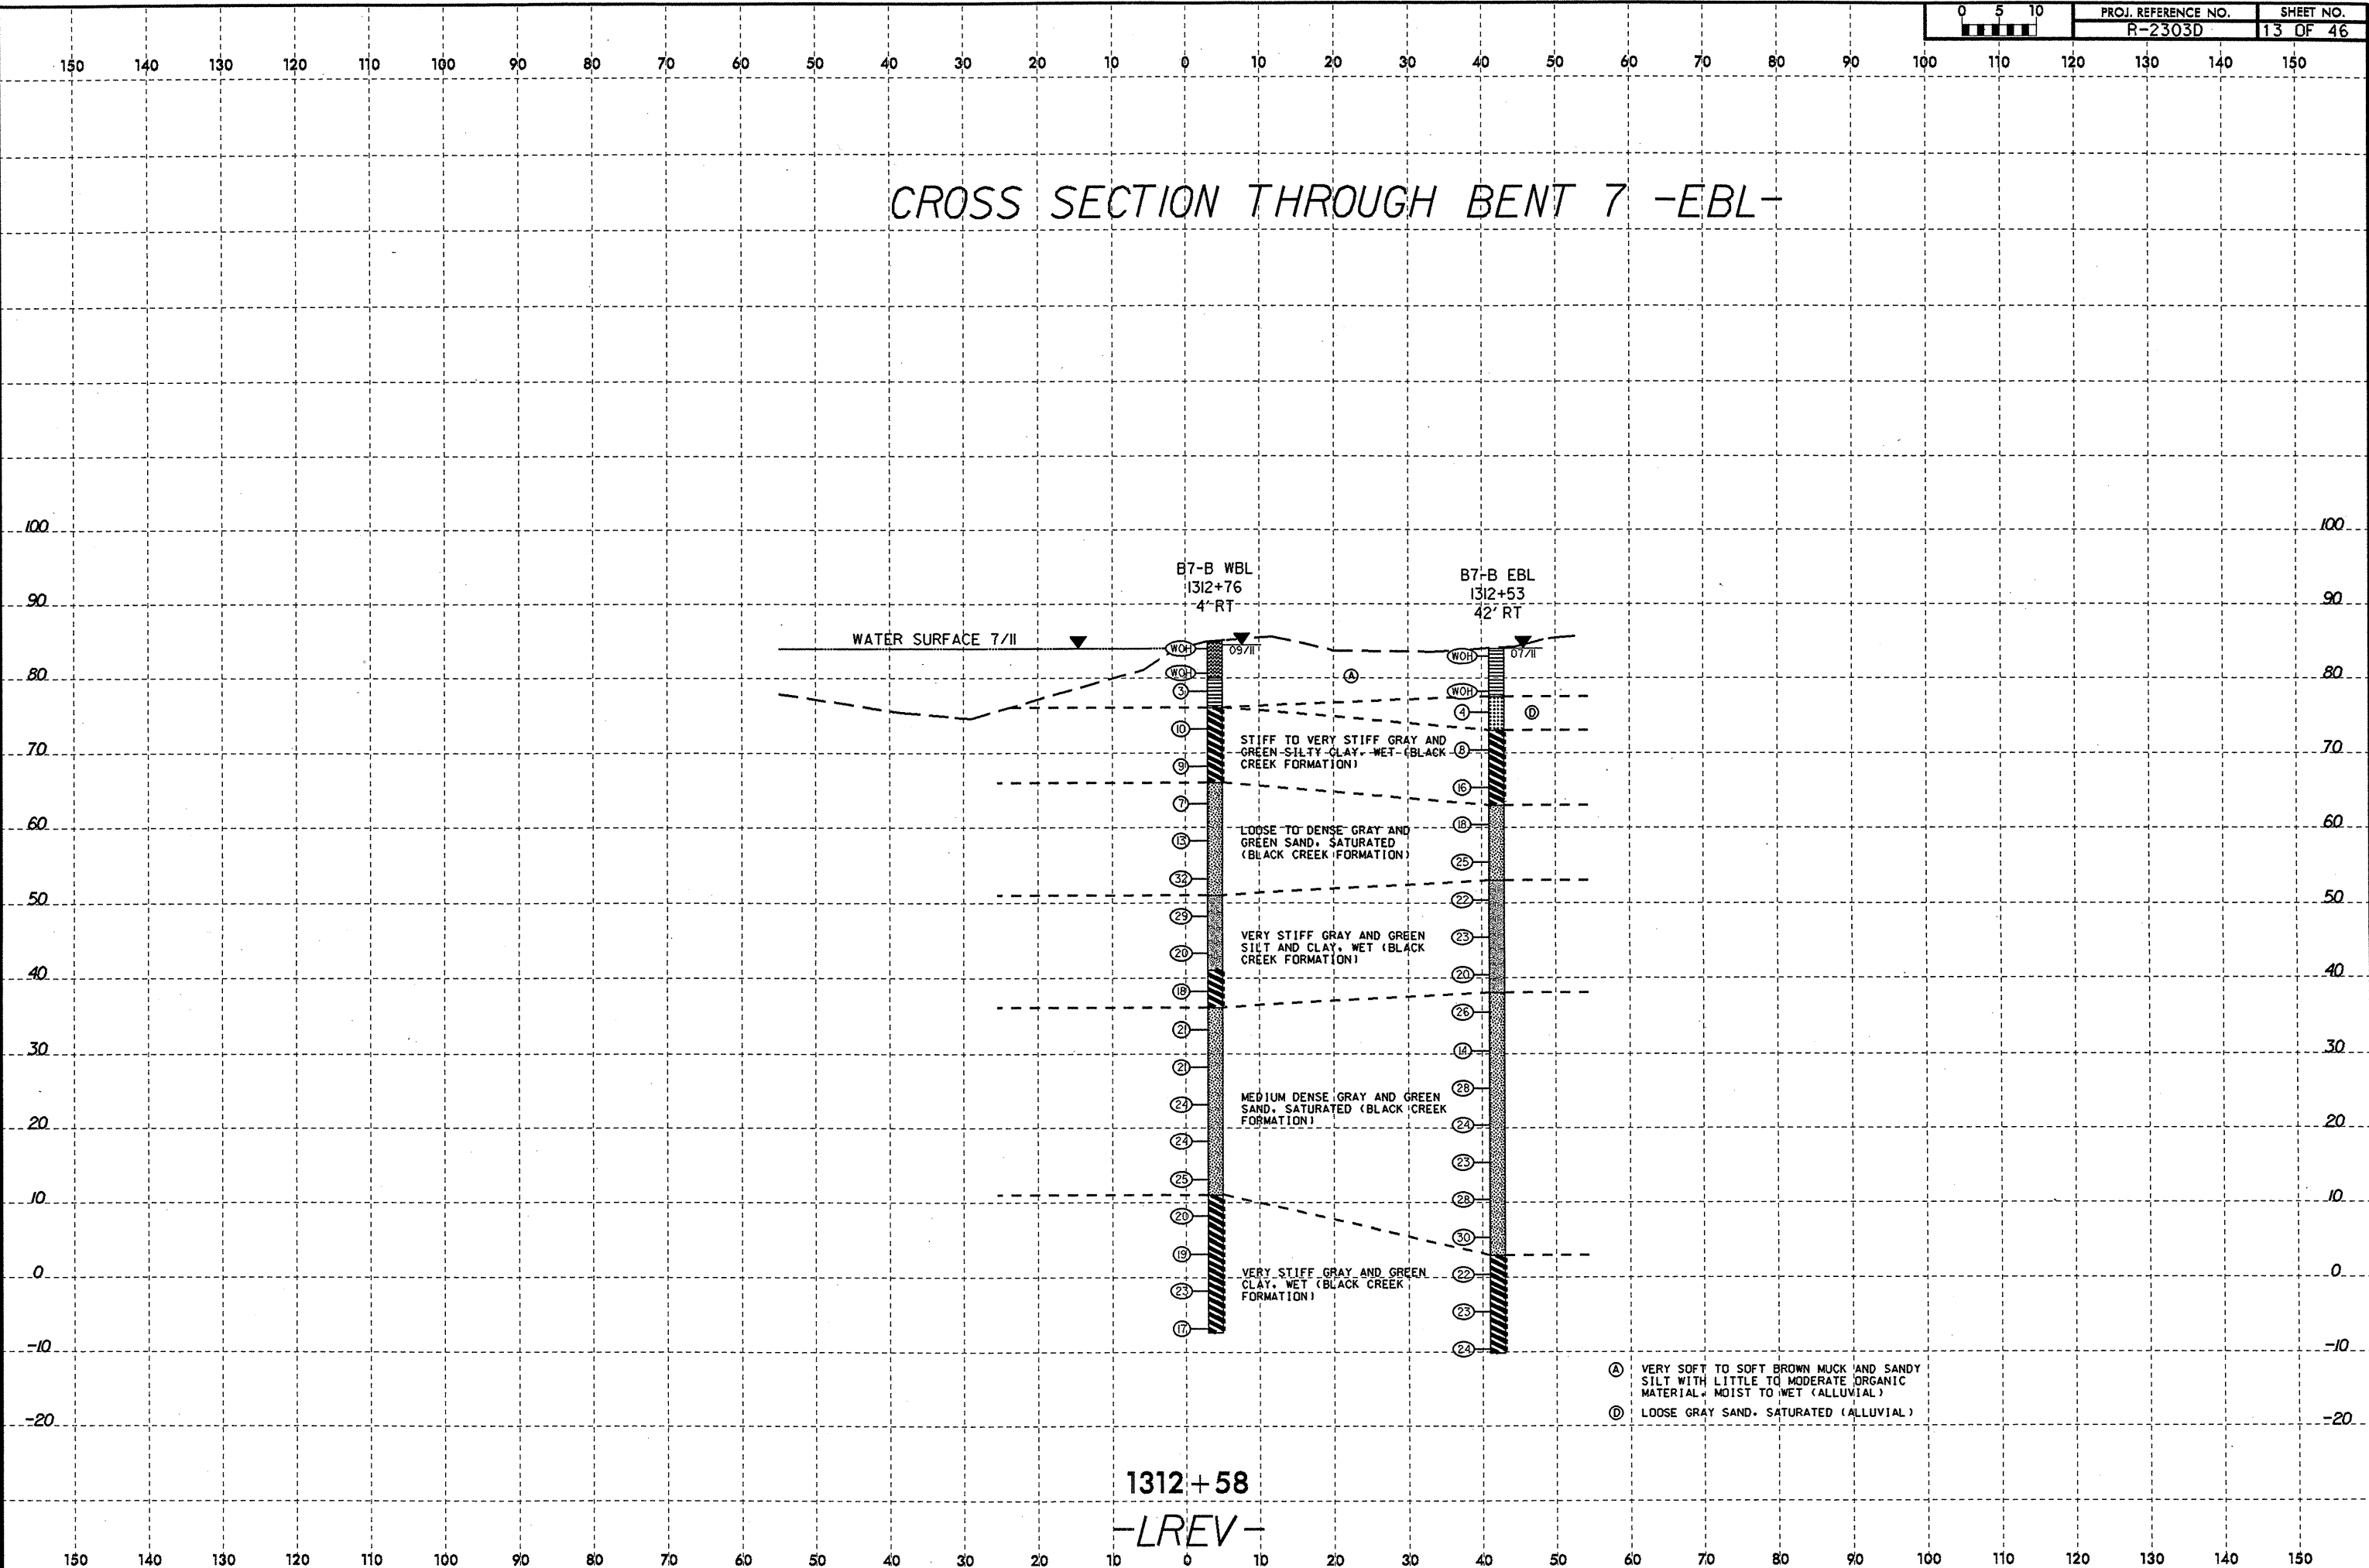 0 5 10
PROJ. REFERENCE NO. SHEET NO.
R-2303D 13 OF 46
150 140 130 120 110 100 90 80 70 60 50 40 30 20 10 0 10 20 30 40 50 60 70 80 90 100 110 120 130 140 150
CROSS SECTION THROUGH BENT 7 -EBL-
100 100
B7-B WBL
1312+76
4' RT
B7-B EBL
1312+53
42' RT
90 90
WATER SURFACE 7/11
09/11
07/11
WOH WOH
80 80
WOH WOH
A
3 4
D
10 8
STIFF TO VERY STIFF GRAY AND
GREEN SILTY CLAY, WET (BLACK
CREEK FORMATION)
70 70
9 16
7 18
60 60
LOOSE TO DENSE GRAY AND
GREEN SAND, SATURATED
(BLACK CREEK FORMATION)
13 25
32 22
50 50
29 23
VERY STIFF GRAY AND GREEN
SILT AND CLAY, WET (BLACK
CREEK FORMATION)
20 20
40 40
18 26
21 14
30 30
21 28
24 24
MEDIUM DENSE GRAY AND GREEN
SAND, SATURATED (BLACK CREEK
FORMATION)
20 20
24 23
25 28
10 10
20 30
19 22
0 0
VERY STIFF GRAY AND GREEN
CLAY, WET (BLACK CREEK
FORMATION)
23 23
17 24
-10 -10
A VERY SOFT TO SOFT BROWN MUCK AND SANDY
SILT WITH LITTLE TO MODERATE ORGANIC
MATERIAL, MOIST TO WET (ALLUVIAL)
D LOOSE GRAY SAND, SATURATED (ALLUVIAL)
-20 -20
1312+58
-LREV-
150 140 130 120 110 100 90 80 70 60 50 40 30 20 10 0 10 20 30 40 50 60 70 80 90 100 110 120 130 140 150